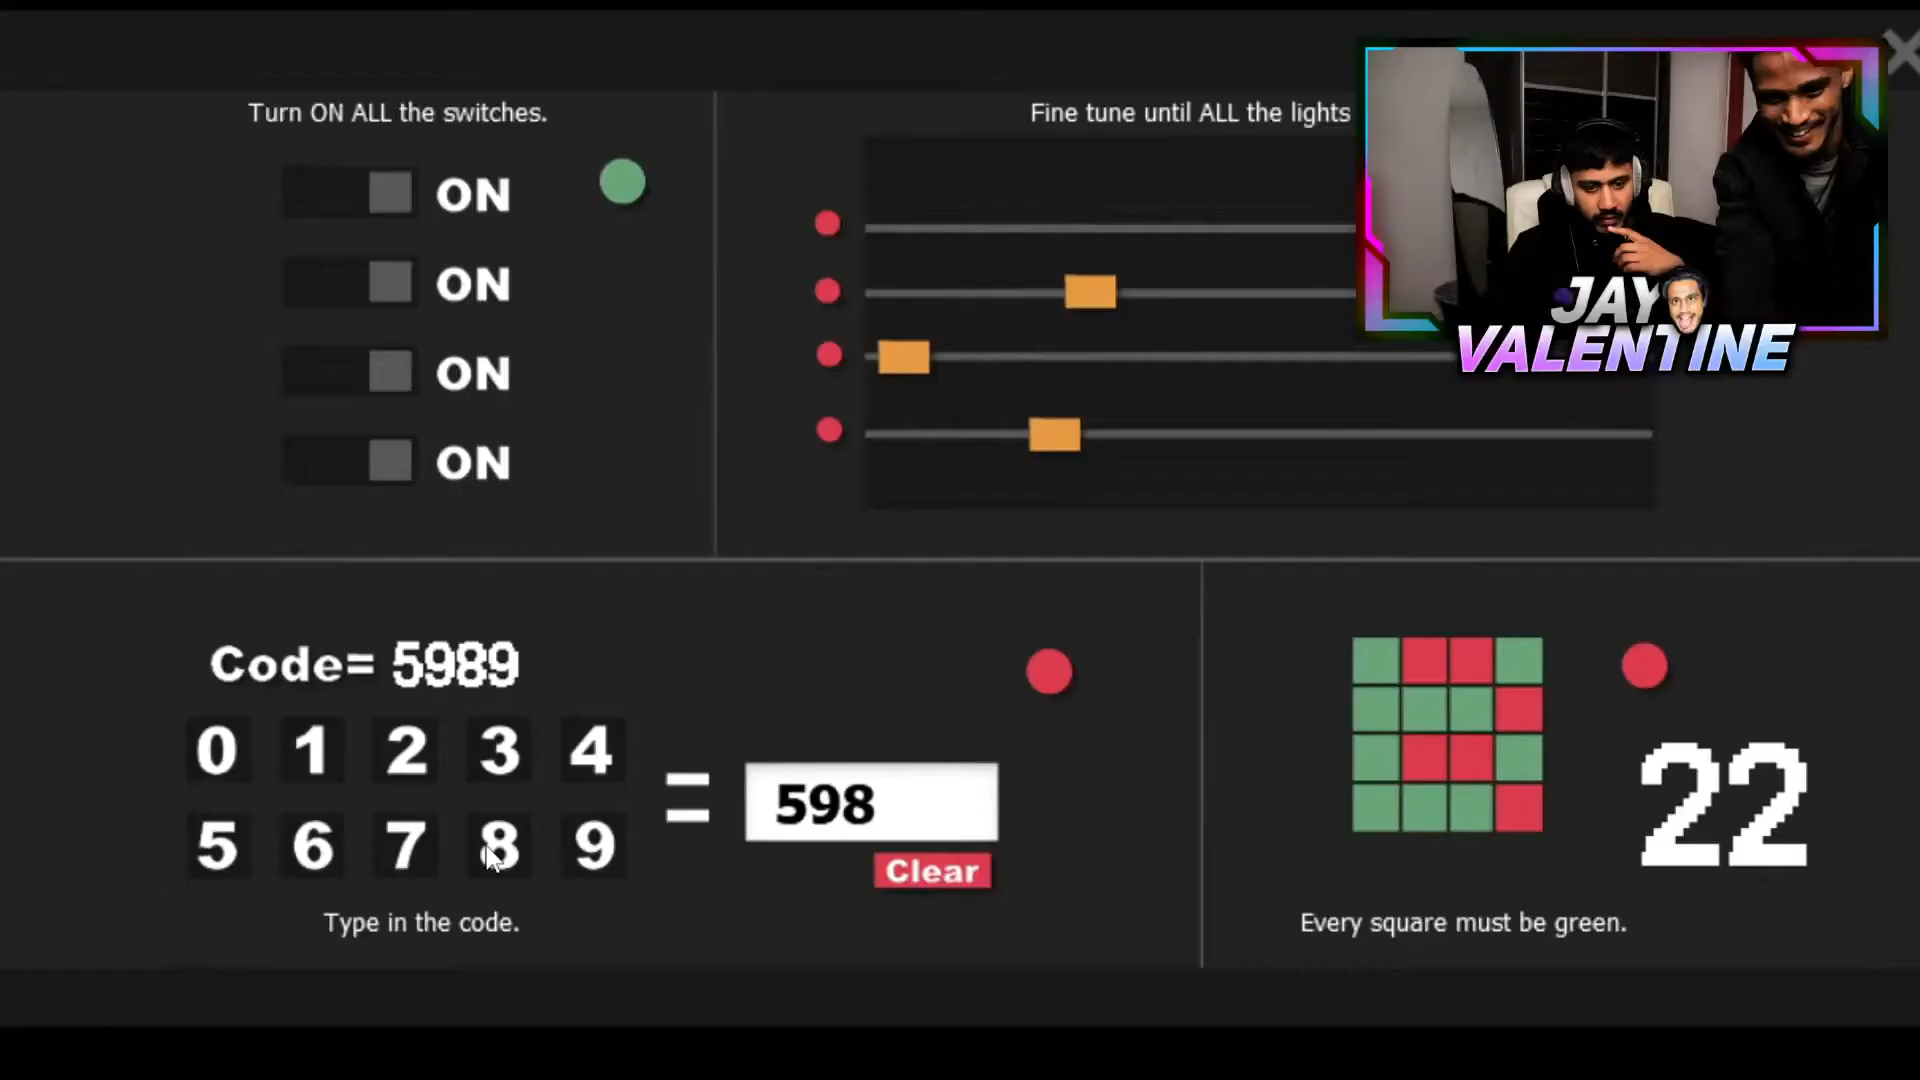 Turn ON ALL the switches.
ON
ON
ON
ON
Fine tune until ALL the lights
JAY
VALENTINE
Code= 5989
0 1 2 3 4
5 6 7 8 9
=
598
Clear
Type in the code.
22
Every square must be green.